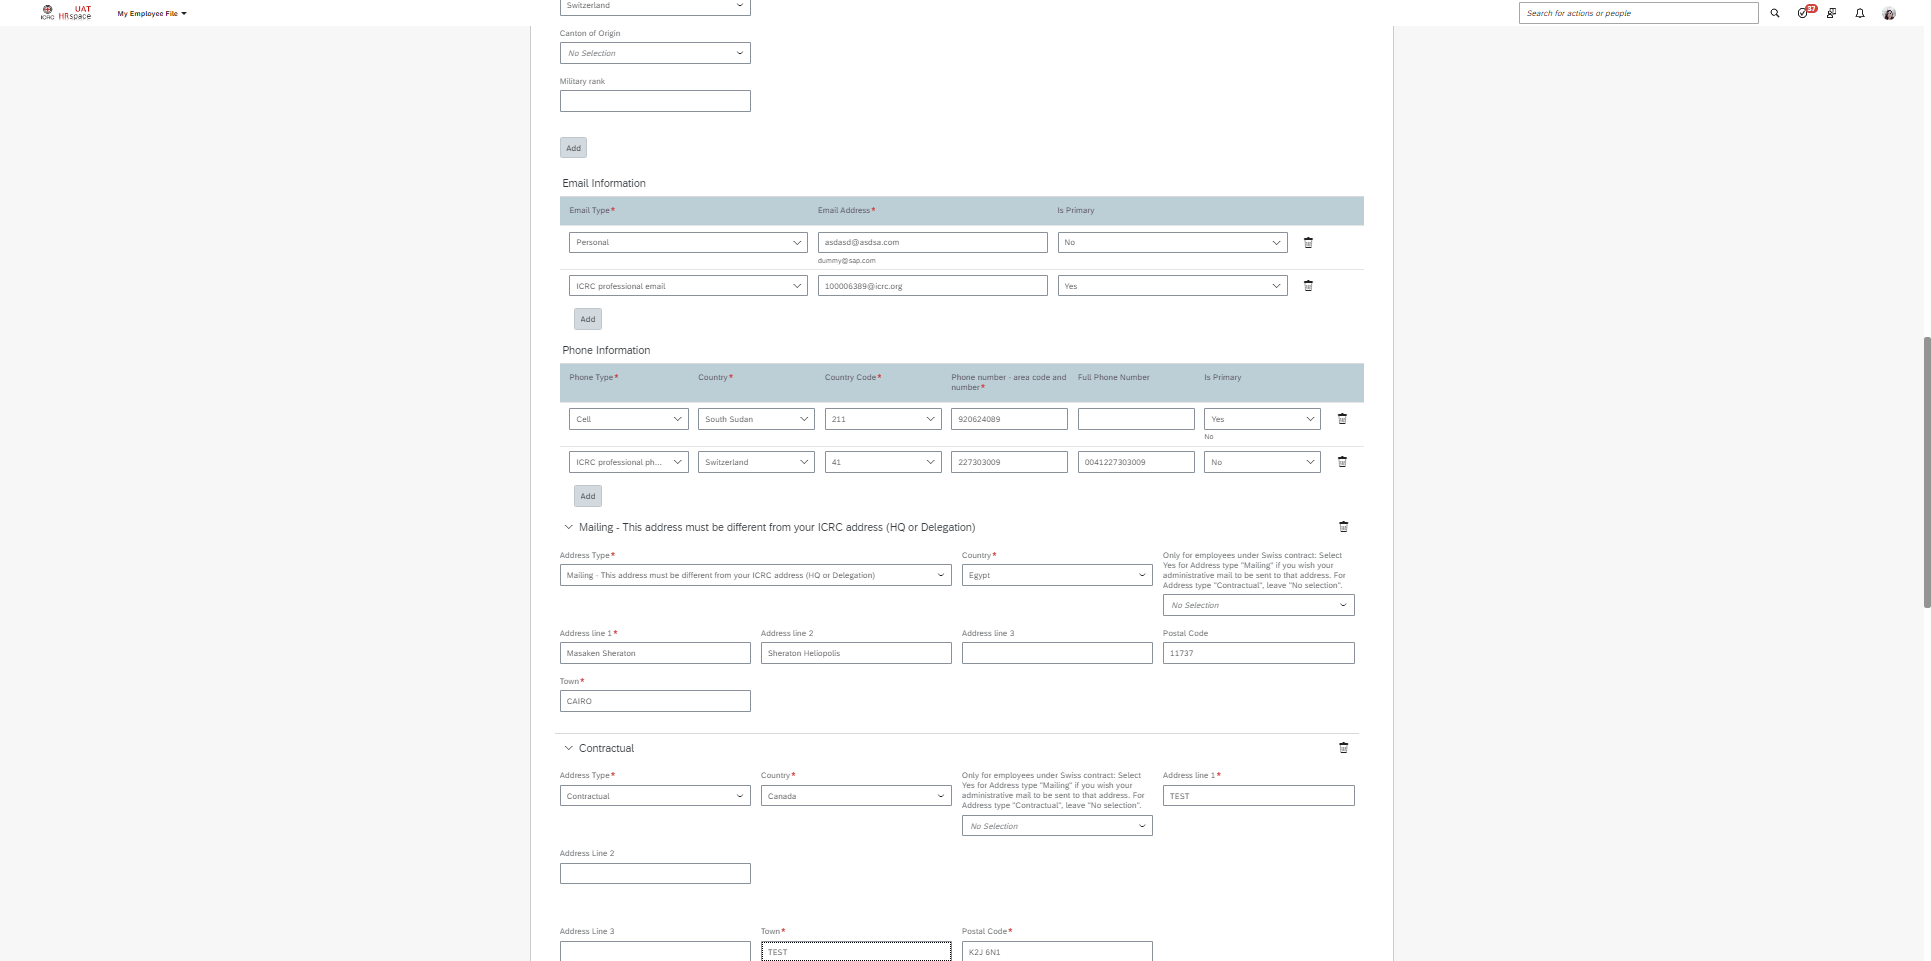 ICRC
UAT
HRspace
My Employee File
Search for actions or people
37
Switzerland
Canton of Origin
No Selection
Military rank
Add
Email Information
Email Type* Email Address* Is Primary
Personal asdasd@asdsa.com No
dummy@sap.com
ICRC professional email 100006389@icrc.org Yes
Add
Phone Information
Phone Type* Country* Country Code* Phone number - area code and number* Full Phone Number Is Primary
Cell South Sudan 211 920624089 Yes
No
ICRC professional ph... Switzerland 41 227303009 0041227303009 No
Add
Mailing - This address must be different from your ICRC address (HQ or Delegation)
Address Type* Country* Only for employees under Swiss contract: Select
Yes for Address type "Mailing" if you wish your
administrative mail to be sent to that address. For
Address type "Contractual", leave "No selection".
Mailing - This address must be different from your ICRC address (HQ or Delegation) Egypt
No Selection
Address line 1* Address line 2 Address line 3 Postal Code
Masaken Sheraton Sheraton Heliopolis 11737
Town*
CAIRO
Contractual
Address Type* Country* Only for employees under Swiss contract: Select
Yes for Address type "Mailing" if you wish your
administrative mail to be sent to that address. For
Address type "Contractual", leave "No selection".
Address line 1*
Contractual Canada TEST
No Selection
Address Line 2
Address Line 3 Town* Postal Code*
TEST K2J 6N1